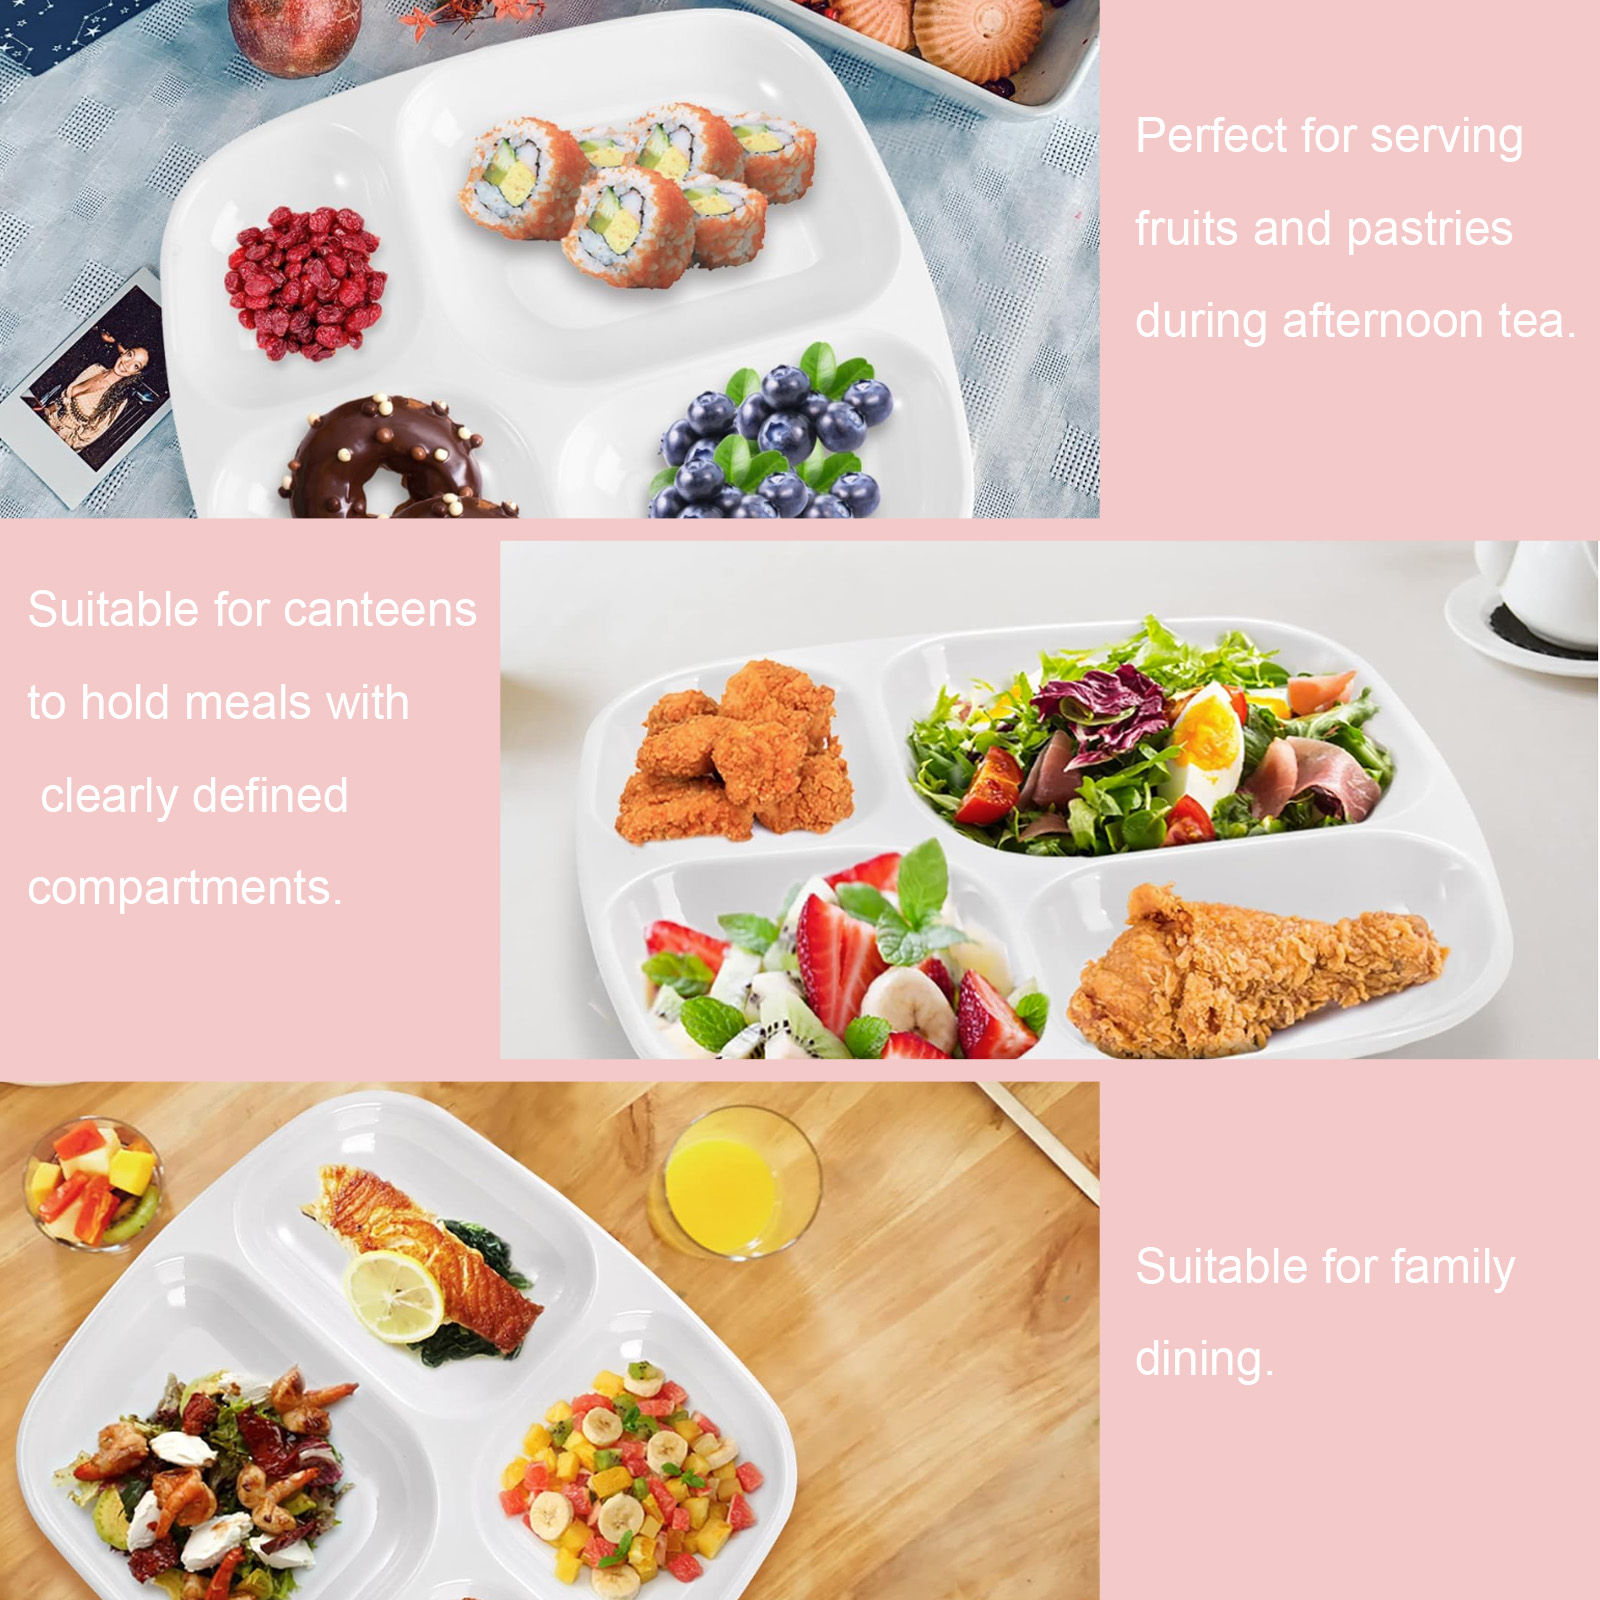 Perfect for serving
fruits and pastries
during afternoon tea.
Suitable for canteens
to hold meals with
clearly defined
compartments.
Suitable for family
dining.